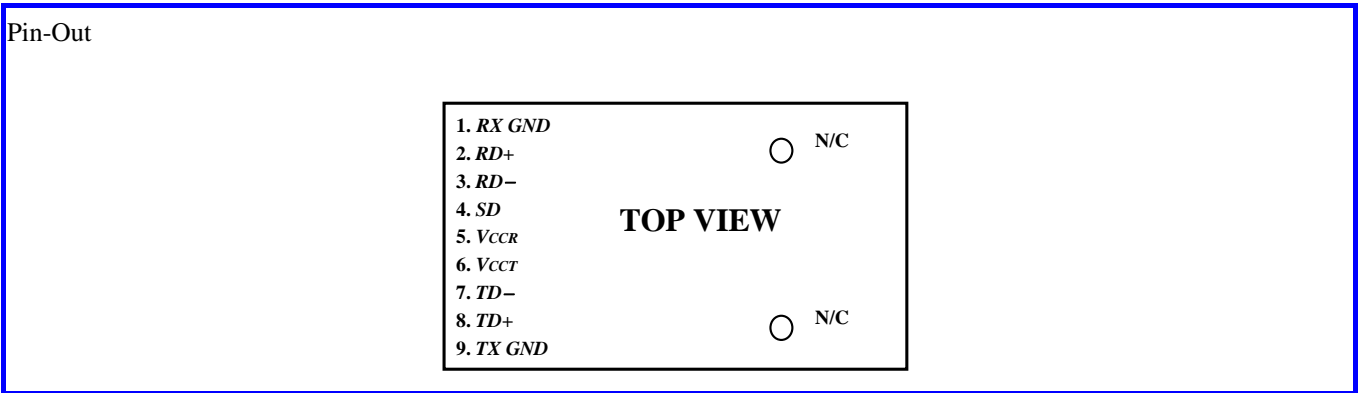 Pin-Out
1. RX GND
2. RD+
3. RD−
4. SD
5. VCCR
6. VCCT
7. TD−
8. TD+
9. TX GND
N/C
TOP VIEW
N/C